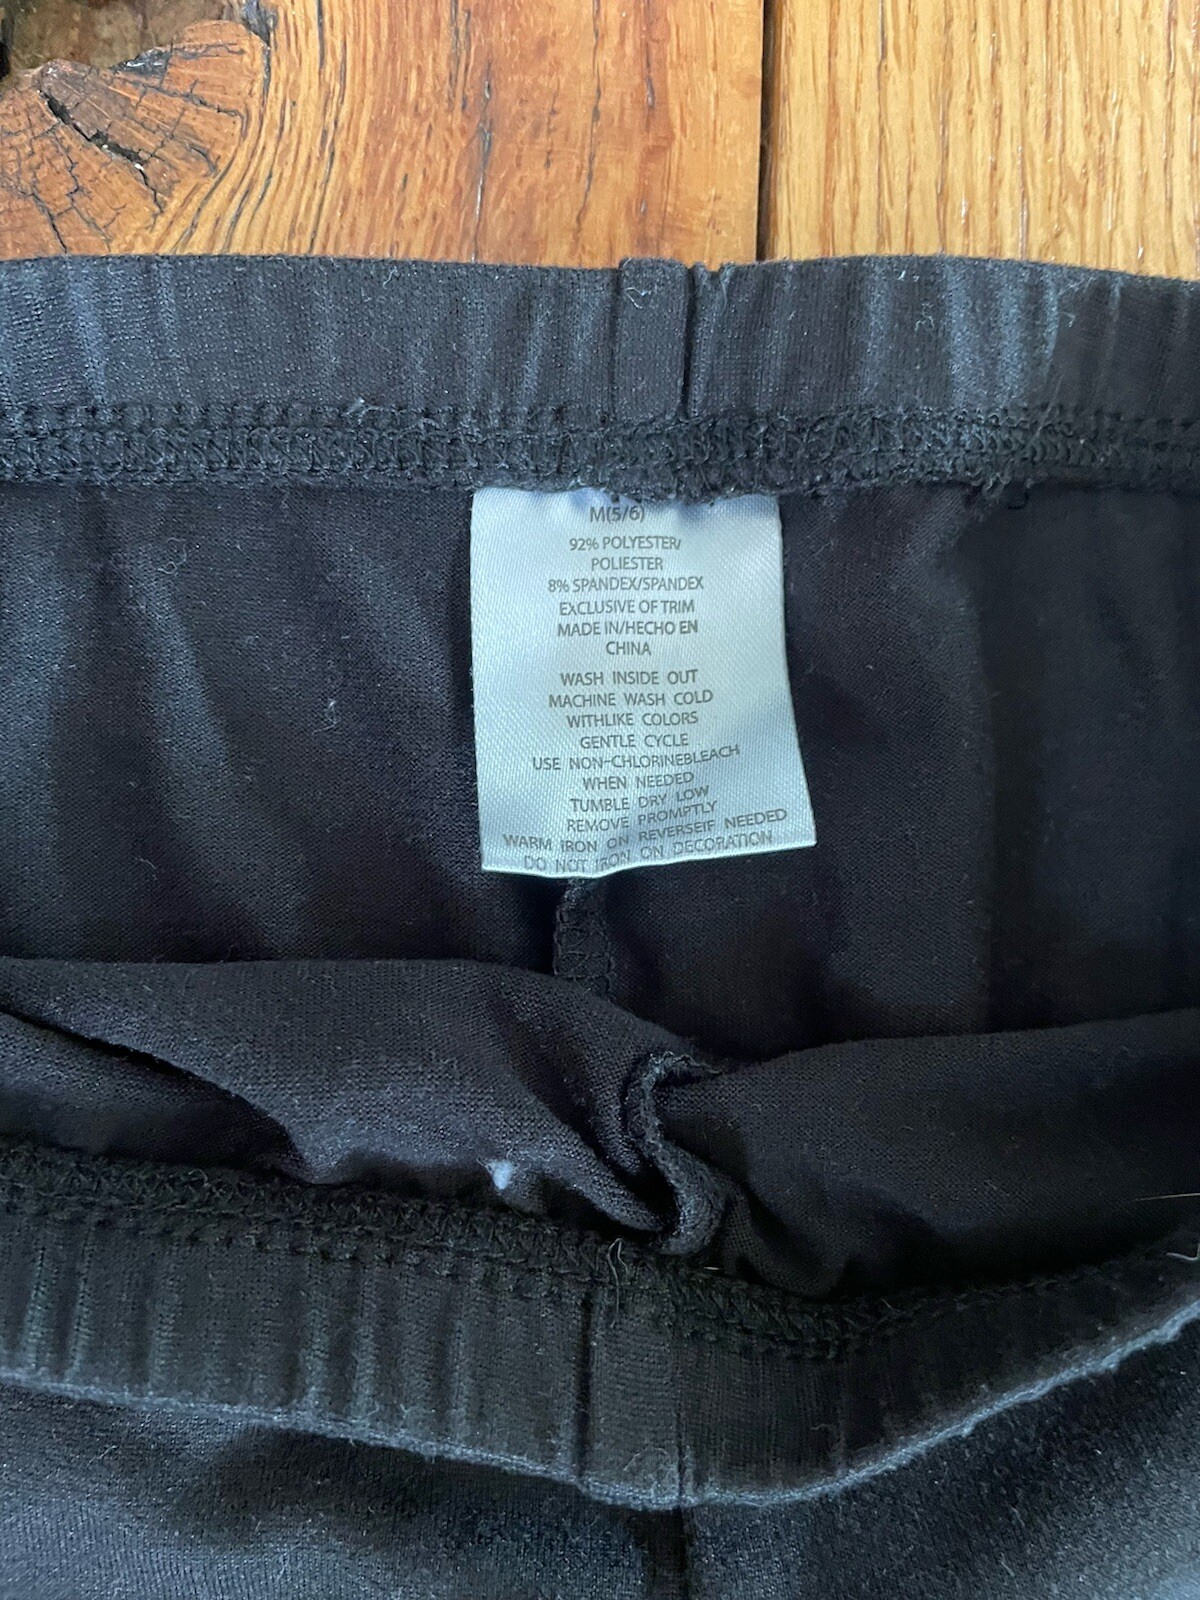 M(5/6)
92% POLYESTER/
POLIESTER
8% SPANDEX/SPANDEX
EXCLUSIVE OF TRIM
MADE IN/HECHO EN
CHINA
WASH INSIDE OUT
MACHINE WASH COLD
WITHLIKE COLORS
GENTLE CYCLE
USE NON-CHLORINEBLEACH
WHEN NEEDED
TUMBLE DRY LOW
REMOVE PROMPTLY
WARM IRON ON REVERSEIF NEEDED
DO NOT IRON ON DECORATION